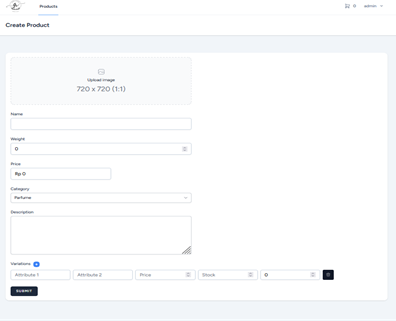 Products
0
admin
Create Product
Upload image
720 x 720 (1:1)
Name
Weight
0
Price
Rp 0
Category
Parfume
Description
Variations
Attribute 1
Attribute 2
Price
Stock
0
SUBMIT